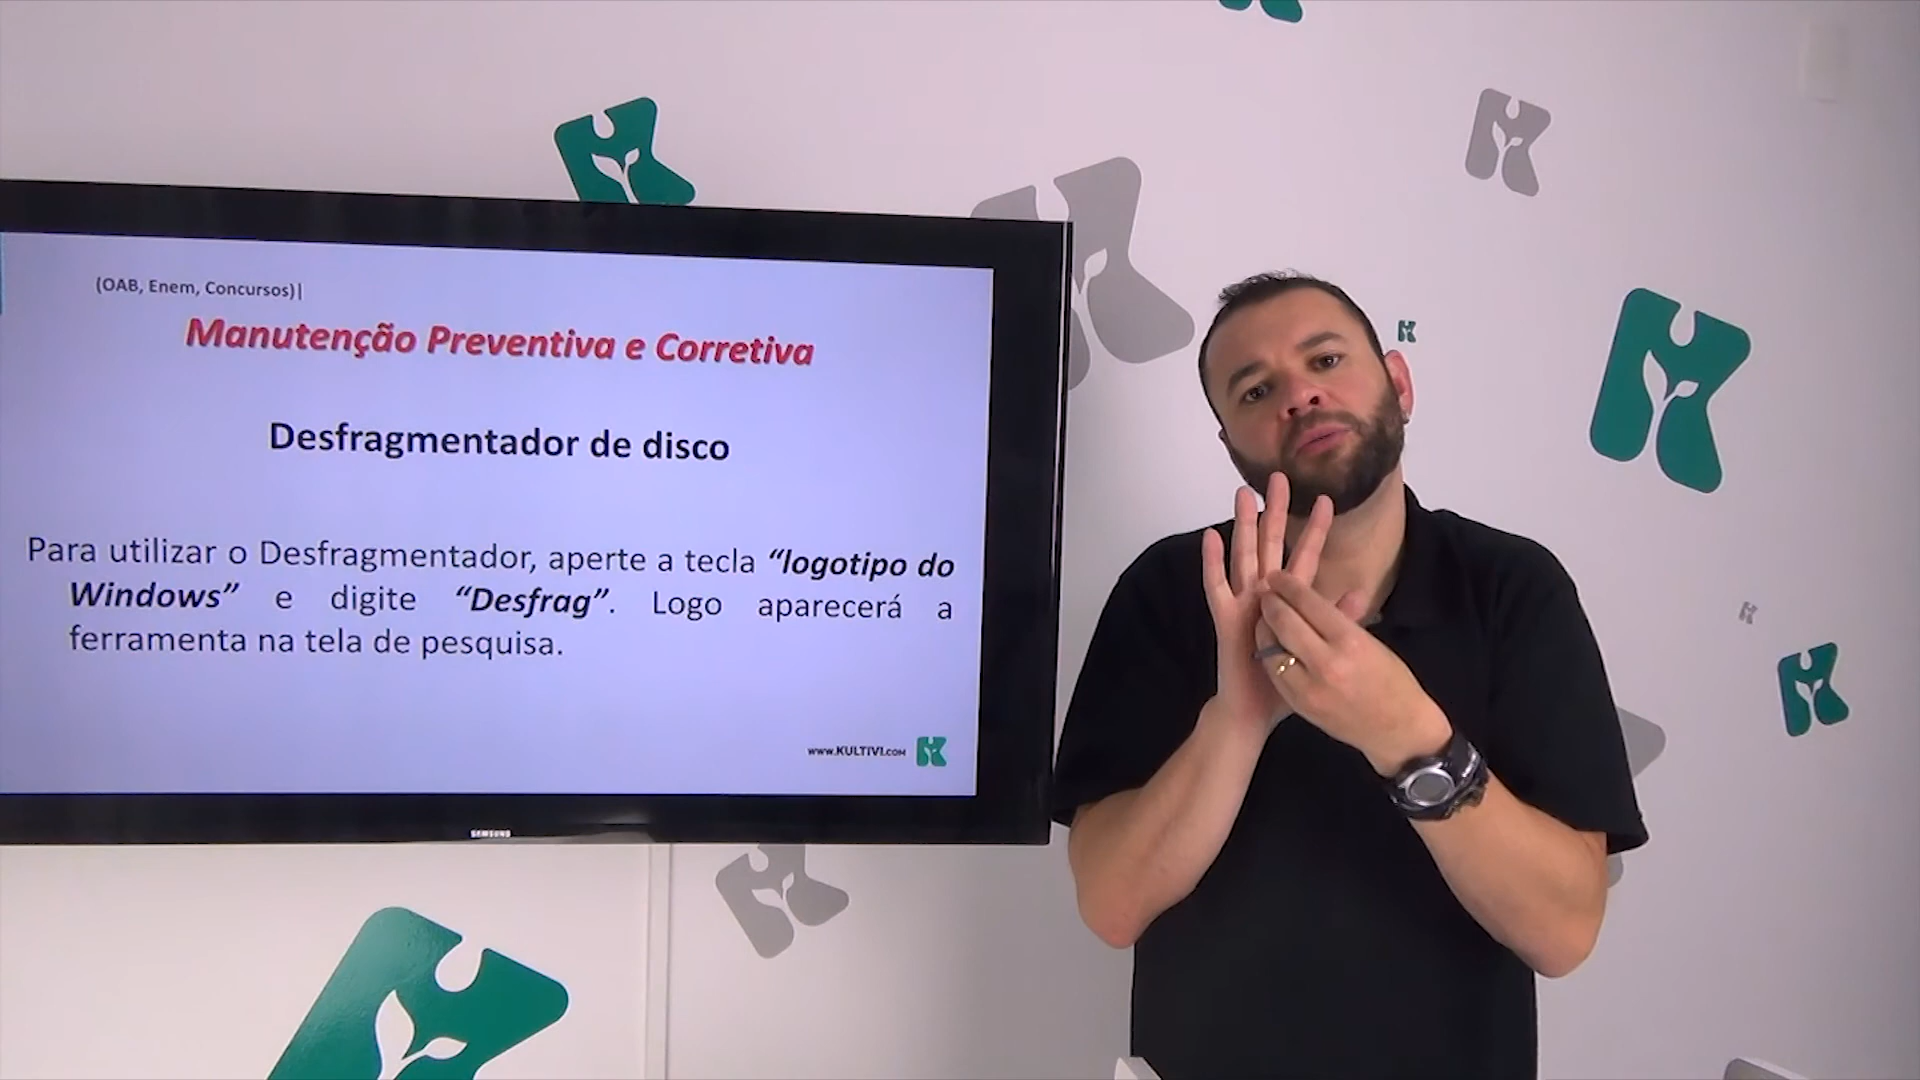 (OAB, Enem, Concursos)|
Manutenção Preventiva e Corretiva
Desfragmentador de disco
Para utilizar o Desfragmentador, aperte a tecla “logotipo do
Windows” e digite “Desfrag”. Logo aparecerá a
ferramenta na tela de pesquisa.
www.KULTIVI.COM
SAMSUNG